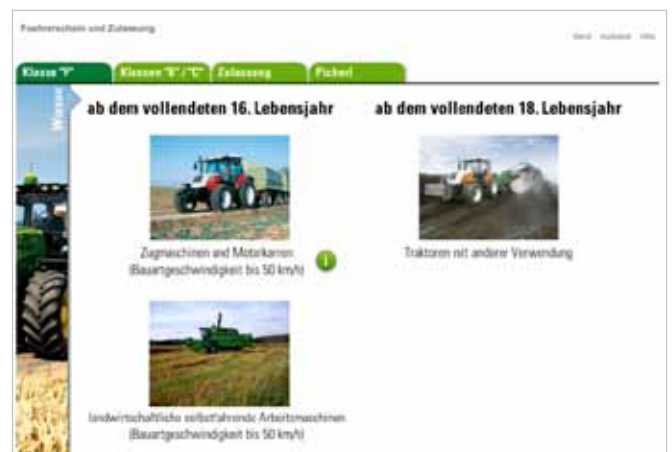 Fuehrerschein und Zulassung
Klasse "F"
Klassen "B" / "C"
Zulassung
Pickerl
Wissen
ab dem vollendeten 16. Lebensjahr
ab dem vollendeten 18. Lebensjahr
Zugmaschinen und Motorkarren
(Bauartgeschwindigkeit bis 50 km/h)
i
Traktoren mit anderer Verwendung
landwirtschaftliche selbstfahrende Arbeitsmaschinen
(Bauartgeschwindigkeit bis 50 km/h)